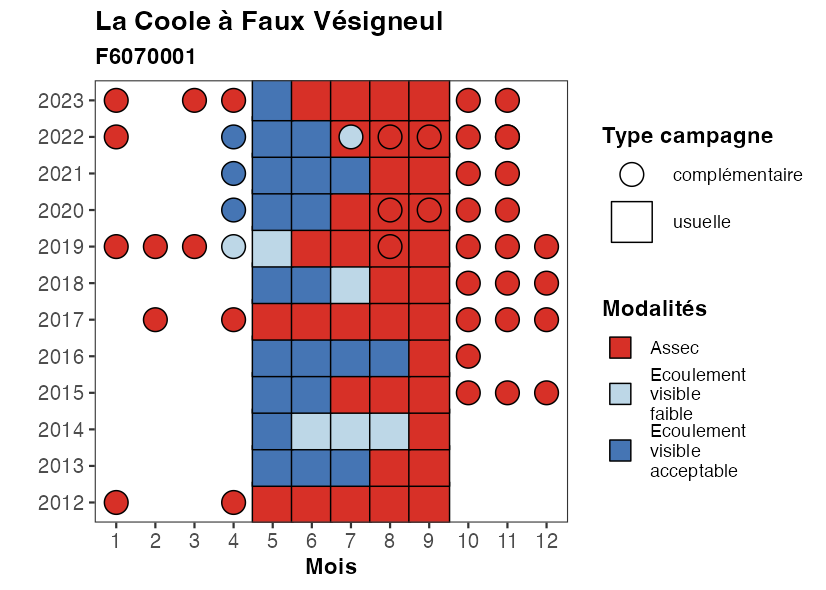 La Coole à Faux Vésigneul
F6070001
2023
2022
2021
2020
2019
2018
2017
2016
2015
2014
2013
2012
1 2 3 4 5 6 7 8 9 10 11 12
Mois
Type campagne
complémentaire
usuelle
Modalités
Assec
Ecoulement
visible
faible
Ecoulement
visible
acceptable